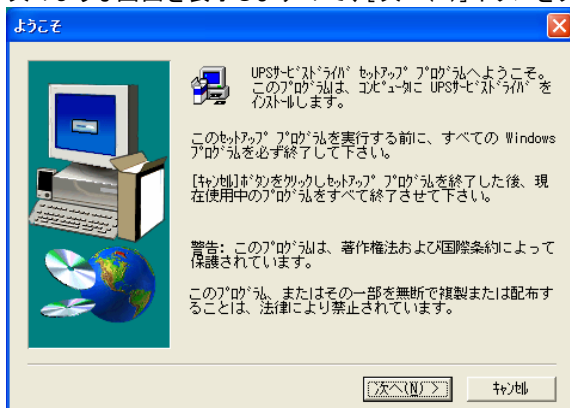 ようこそ
UPSｻｰﾋﾞｽﾄﾞﾗｲﾊﾞ ｾｯﾄｱｯﾌﾟ ﾌﾟﾛｸﾞﾗﾑへようこそ。
このﾌﾟﾛｸﾞﾗﾑは、ｺﾝﾋﾟｭｰﾀに UPSｻｰﾋﾞｽﾄﾞﾗｲﾊﾞ を
ｲﾝｽﾄｰﾙします。
このｾｯﾄｱｯﾌﾟ ﾌﾟﾛｸﾞﾗﾑを実行する前に、すべての Windows
ﾌﾟﾛｸﾞﾗﾑを必ず終了して下さい。
[ｷｬﾝｾﾙ]ﾎﾞﾀﾝをｸﾘｯｸしｾｯﾄｱｯﾌﾟ ﾌﾟﾛｸﾞﾗﾑを終了した後、現
在使用中のﾌﾟﾛｸﾞﾗﾑをすべて終了させて下さい。
警告: このﾌﾟﾛｸﾞﾗﾑは、著作権法および国際条約によって
保護されています。
このﾌﾟﾛｸﾞﾗﾑ、またはその一部を無断で複製または配布す
ることは、法律により禁止されています。
次へ(N) >
ｷｬﾝｾﾙ